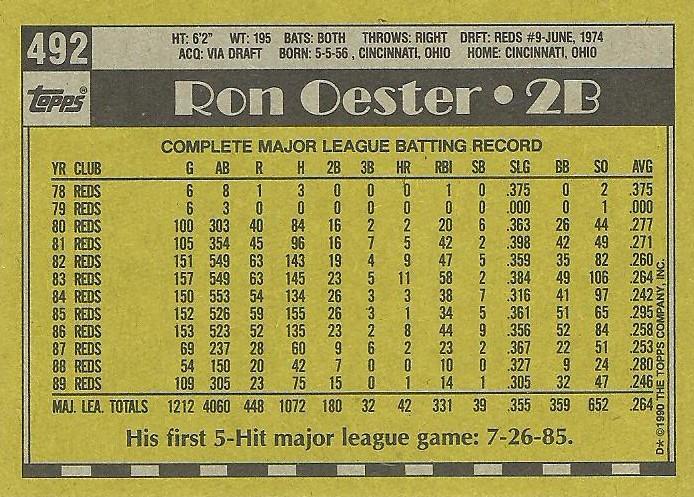 492
HT: 6'2" WT: 195 BATS: BOTH THROWS: RIGHT DRFT: REDS #9-JUNE, 1974
ACQ: VIA DRAFT BORN: 5-5-56 , CINCINNATI, OHIO HOME: CINCINNATI, OHIO
topps®
Ron Oester • 2B
COMPLETE MAJOR LEAGUE BATTING RECORD
YR CLUB G AB R H 2B 3B HR RBI SB SLG BB SO AVG
78 REDS 6 8 1 3 0 0 0 1 0 .375 0 2 .375
79 REDS 6 3 0 0 0 0 0 0 0 .000 0 1 .000
80 REDS 100 303 40 84 16 2 2 20 6 .363 26 44 .277
81 REDS 105 354 45 96 16 7 5 42 2 .398 42 49 .271
82 REDS 151 549 63 143 19 4 9 47 5 .359 35 82 .260
83 REDS 157 549 63 145 23 5 11 58 2 .384 49 106 .264
84 REDS 150 553 54 134 26 3 3 38 7 .316 41 97 .242
85 REDS 152 526 59 155 26 3 1 34 5 .361 51 65 .295
86 REDS 153 523 52 135 23 2 8 44 9 .356 52 84 .258
87 REDS 69 237 28 60 9 6 2 23 2 .367 22 51 .253
88 REDS 54 150 20 42 7 0 0 10 0 .327 9 24 .280
89 REDS 109 305 23 75 15 0 1 14 1 .305 32 47 .246
MAJ. LEA. TOTALS 1212 4060 448 1072 180 32 42 331 39 .355 359 652 .264
His first 5-Hit major league game: 7-26-85.
D* ©1990 THE TOPPS COMPANY, INC.